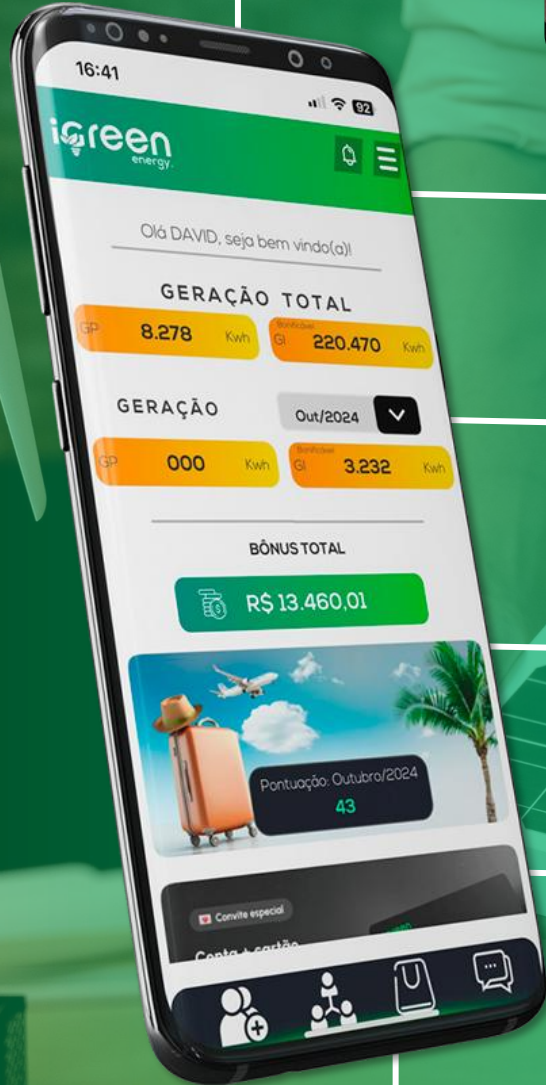 16:41
92
igreen
energy.
Olá DAVID, seja bem vindo(a)!
GERAÇÃO TOTAL
GP 8.278 Kwh
Bonificável
GI 220.470 Kwh
GERAÇÃO
Out/2024
GP 000 Kwh
Bonificável
GI 3.232 Kwh
BÔNUS TOTAL
R$ 13.460,01
Pontuação: Outubro/2024
43
Convite especial
Conta + cartão